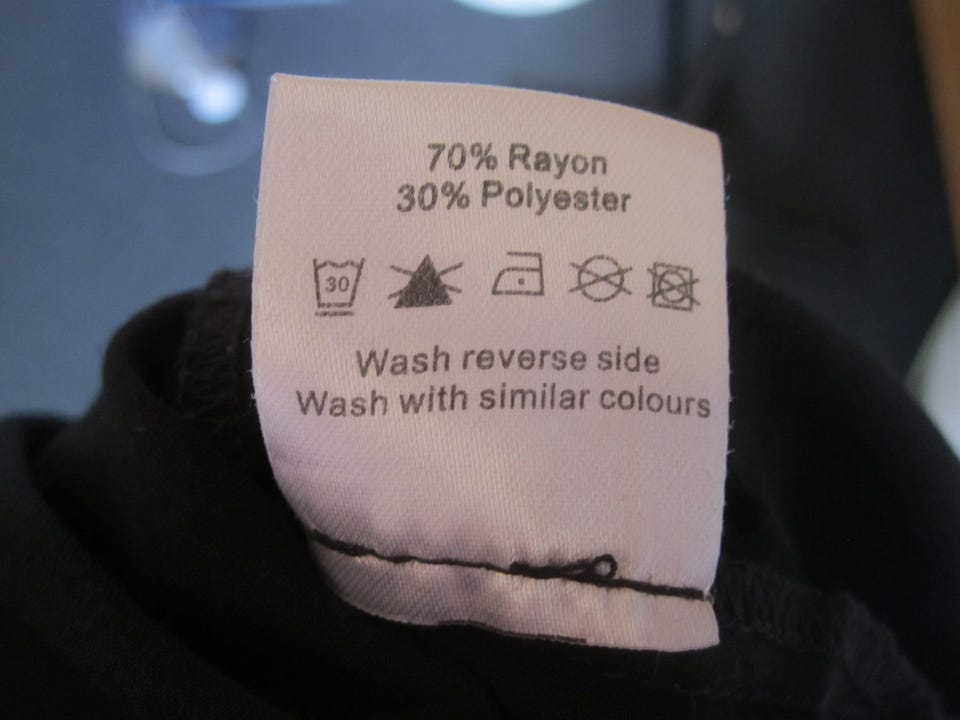 70% Rayon
30% Polyester
30
Wash reverse side
Wash with similar colours